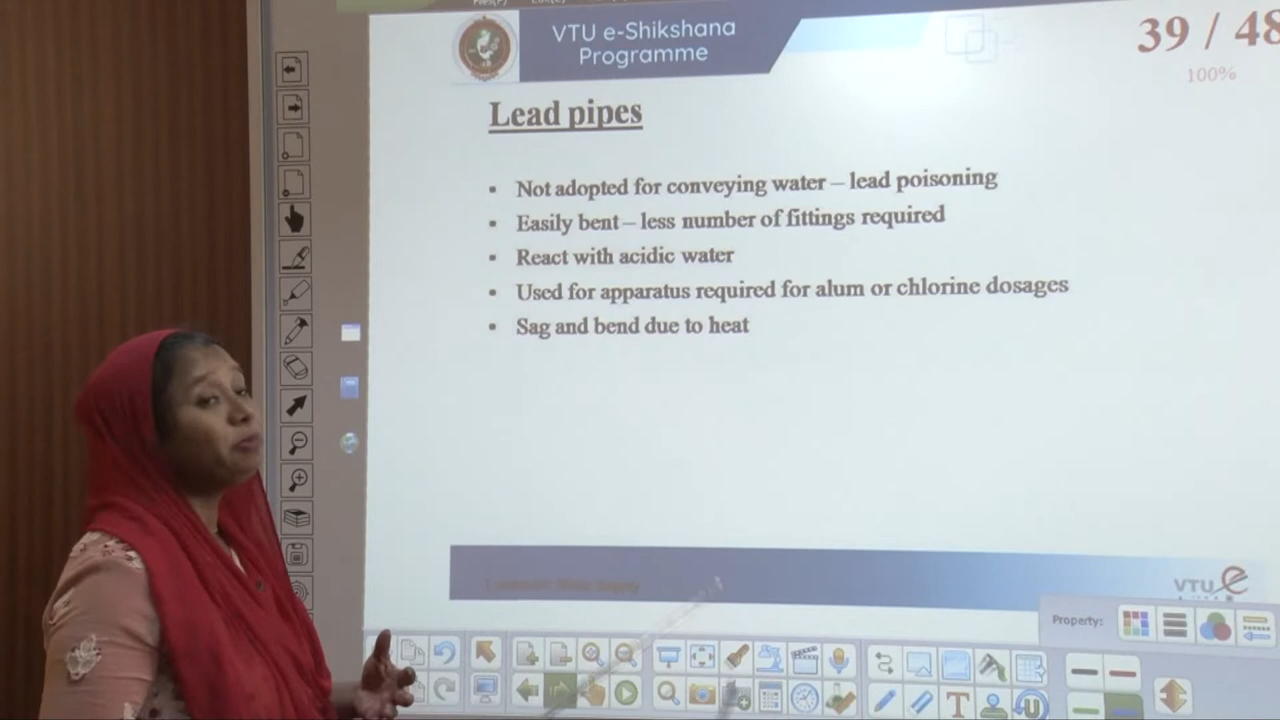 VTU e-Shikshana
Programme
39 / 48
100%
Lead pipes
Not adopted for conveying water – lead poisoning
Easily bent – less number of fittings required
React with acidic water
Used for apparatus required for alum or chlorine dosages
Sag and bend due to heat
VTU e
Property:
T